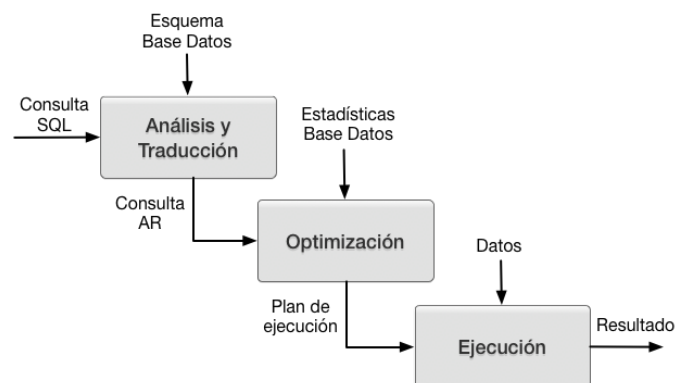 Esquema
Base Datos
Consulta
SQL
Análisis y
Traducción
Estadísticas
Base Datos
Consulta
AR
Optimización
Datos
Plan de
ejecución
Ejecución
Resultado